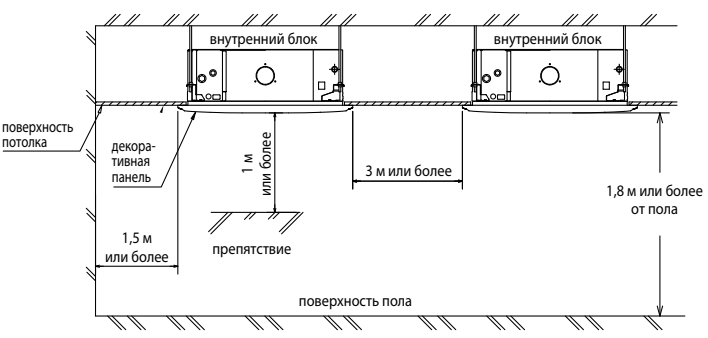 внутренний блок
внутренний блок
поверхность
потолка
декора-
тивная
панель
1 м
или более
3 м или более
1,8 м или более
от пола
1,5 м
или более
препятствие
поверхность пола